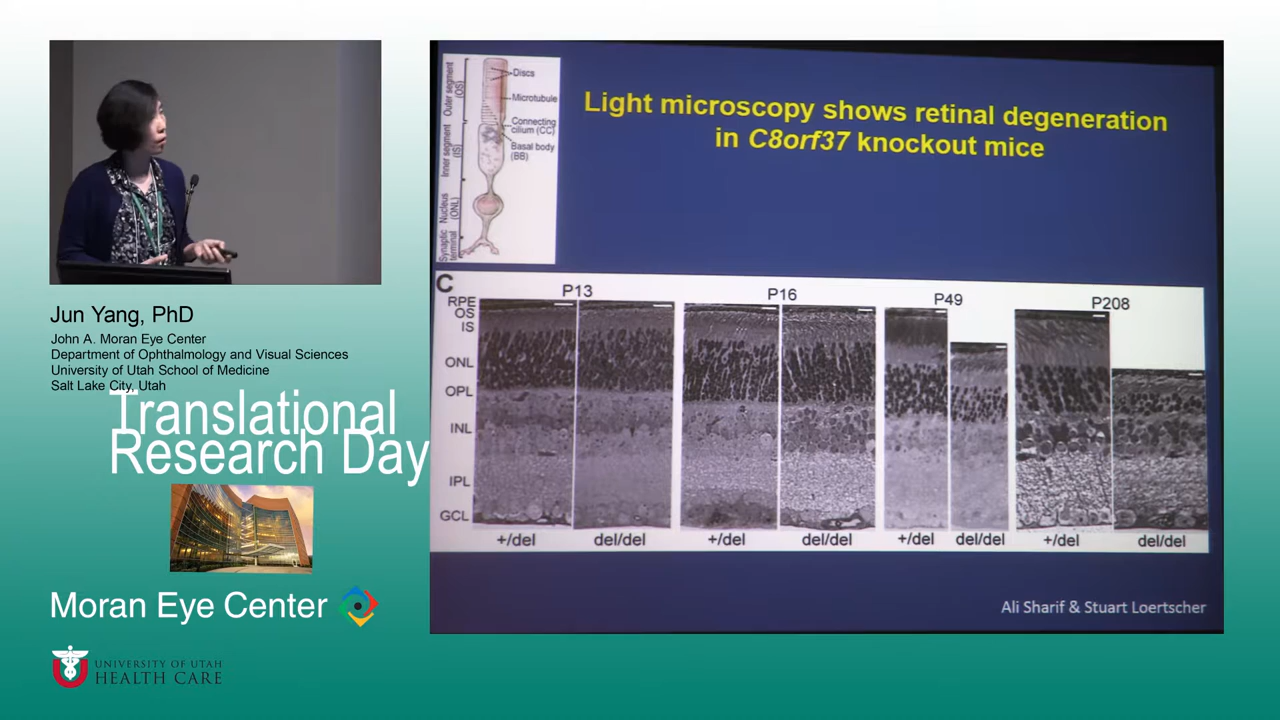 Jun Yang, PhD
John A. Moran Eye Center
Department of Ophthalmology and Visual Sciences
University of Utah School of Medicine
Salt Lake City, Utah
Translational
Research Day
Moran Eye Center
UNIVERSITY OF UTAH
HEALTH CARE
Light microscopy shows retinal degeneration
in C8orf37 knockout mice
Outer segment
(OS)
Inner segment
(IS)
Nucleus
(ONL)
Synaptic
terminal
Discs
Microtubule
Connecting
cilium (CC)
Basal body
(BB)
C
P13
P16
P49
P208
RPE
OS
IS
ONL
OPL
INL
IPL
GCL
+/del
del/del
+/del
del/del
+/del
del/del
+/del
del/del
Ali Sharif & Stuart Loertscher